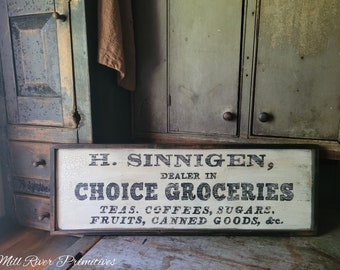 H. SINNIGEN,
DEALER IN
CHOICE GROCERIES
TEAS. COFFEES, SUGARS,
FRUITS, CANNED GOODS, &c.
Mill River Primitives